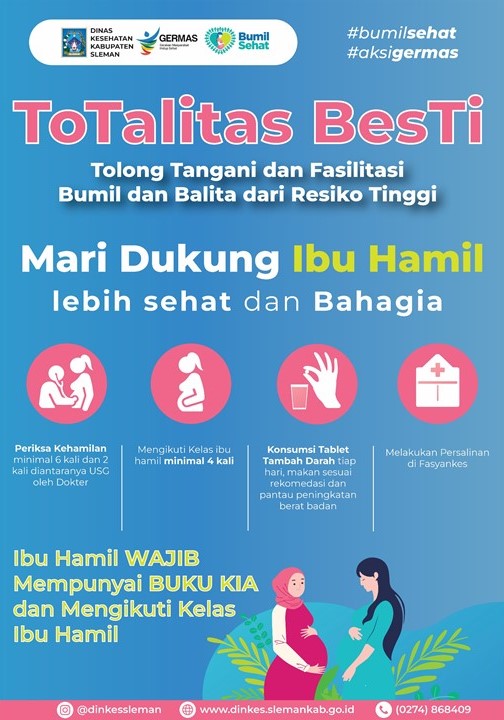 DINAS
KESEHATAN
KABUPATEN
SLEMAN
GERMAS
Gerakan Masyarakat
Hidup Sehat
Bumil
Sehat
#bumilsehat
#aksigermas
ToTalitas BesTi
Tolong Tangani dan Fasilitasi
Bumil dan Balita dari Resiko Tinggi
Mari Dukung Ibu Hamil
lebih sehat dan Bahagia
Periksa Kehamilan
minimal 6 kali dan 2
kali diantaranya USG
oleh Dokter
Mengikuti Kelas ibu
hamil minimal 4 kali
Konsumsi Tablet
Tambah Darah tiap
hari, makan sesuai
rekomedasi dan
pantau peningkatan
berat badan
Melakukan Persalinan
di Fasyankes
Ibu Hamil WAJIB
Mempunyai BUKU KIA
dan Mengikuti Kelas
Ibu Hamil
@dinkessleman
www.dinkes.slemankab.go.id
(0274) 868409